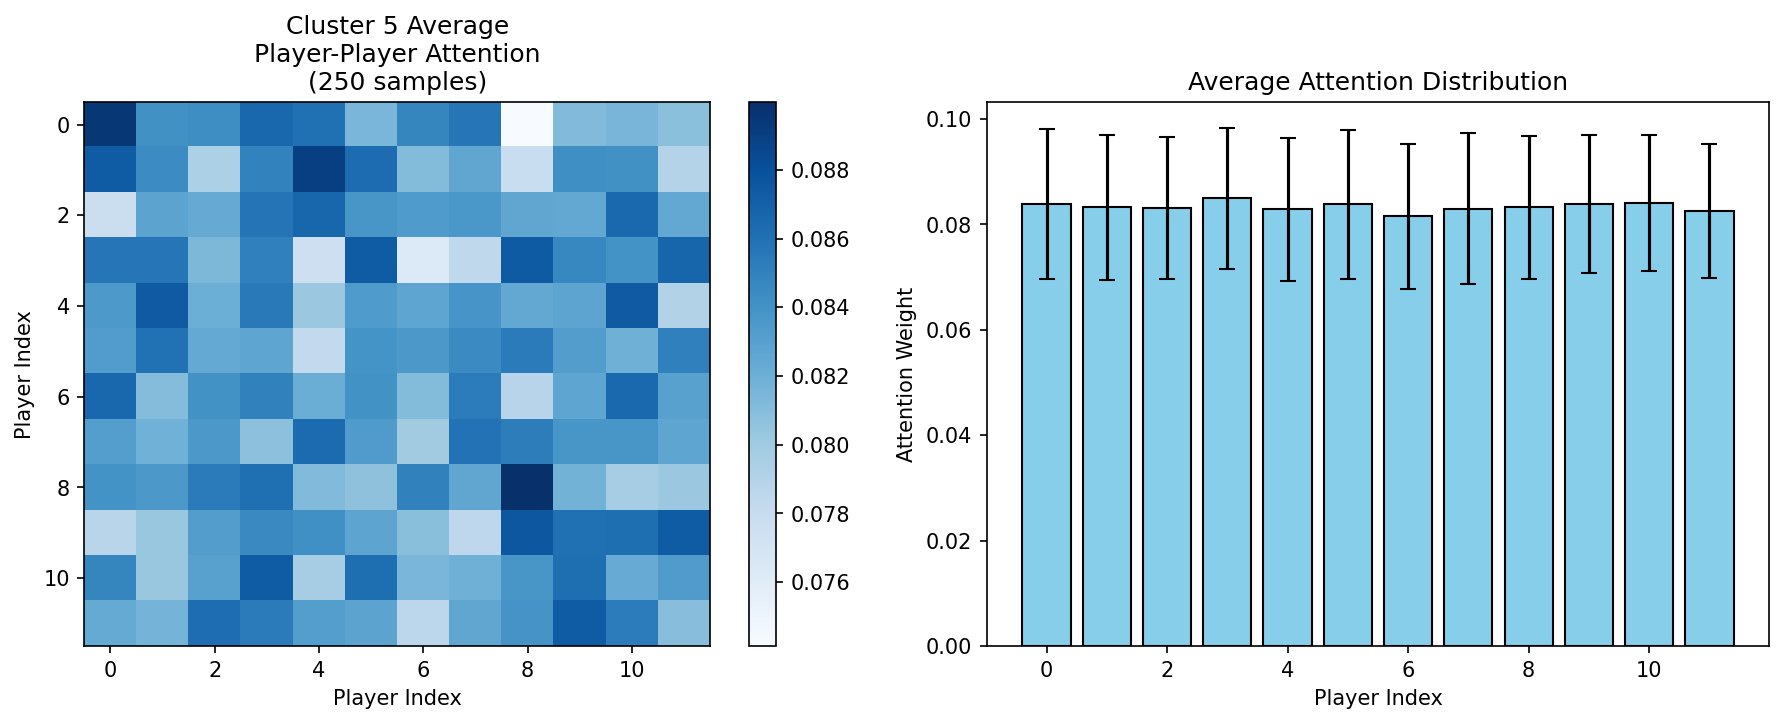 Cluster 5 Average
Player-Player Attention
(250 samples)
0
2
4
6
8
10
Player Index
0 2 4 6 8 10
Player Index
0.088
0.086
0.084
0.082
0.080
0.078
0.076
Average Attention Distribution
0.10
0.08
0.06
0.04
0.02
0.00
Attention Weight
0 2 4 6 8 10
Player Index